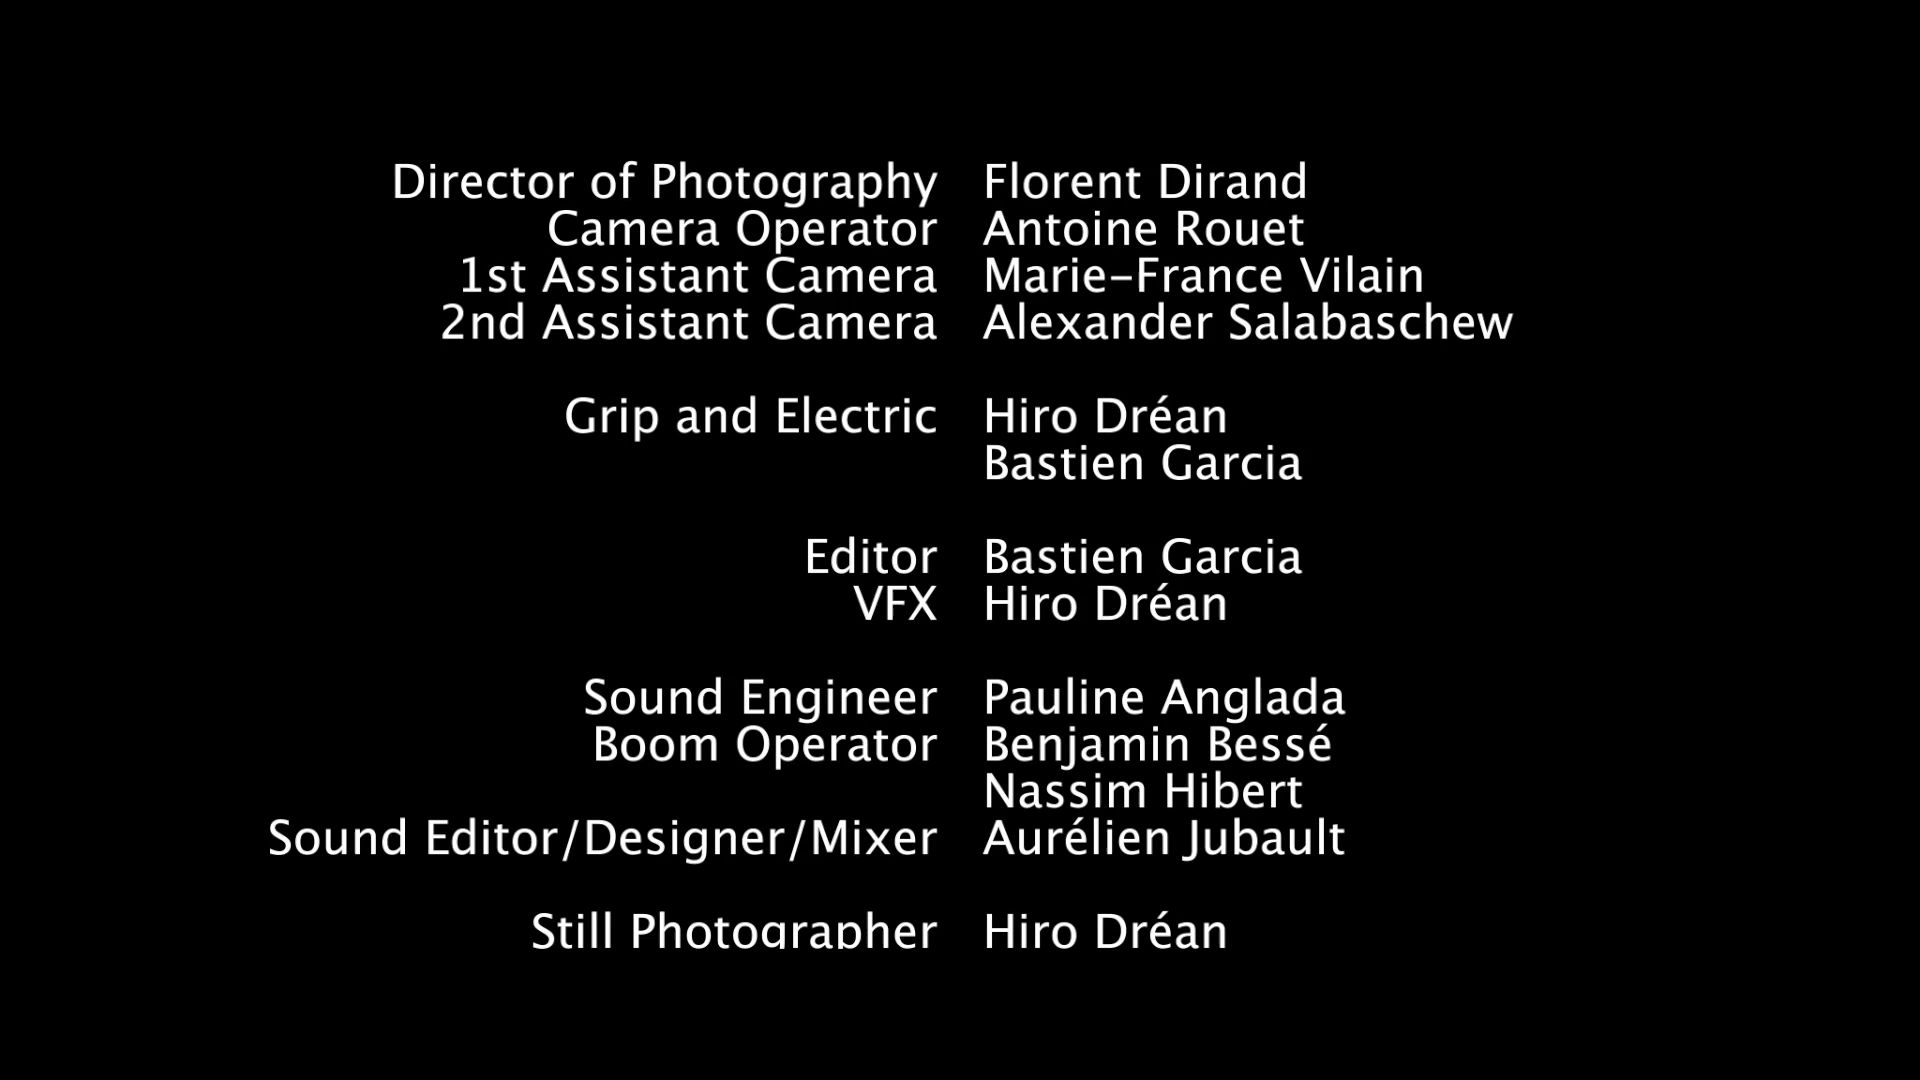 Director of Photography Florent Dirand
Camera Operator Antoine Rouet
1st Assistant Camera Marie-France Vilain
2nd Assistant Camera Alexander Salabaschew
Grip and Electric Hiro Dréan
Bastien Garcia
Editor Bastien Garcia
VFX Hiro Dréan
Sound Engineer Pauline Anglada
Boom Operator Benjamin Bessé
Nassim Hibert
Sound Editor/Designer/Mixer Aurélien Jubault
Still Photographer Hiro Dréan